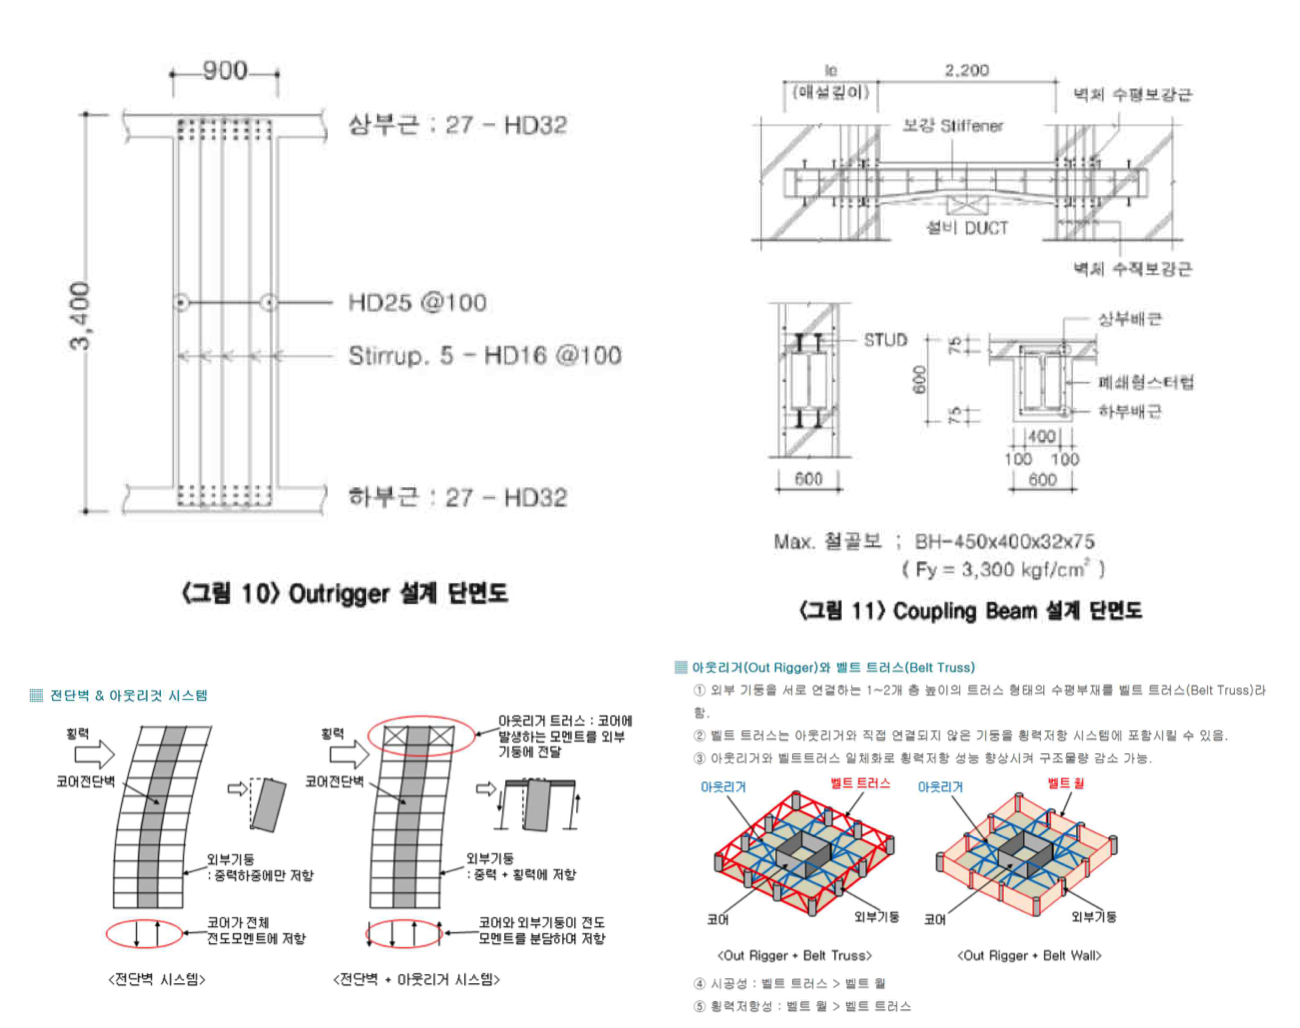 900
3,400
상부근 : 27 - HD32
HD25 @100
Stirrup. 5 - HD16 @100
하부근 : 27 - HD32
<그림 10> Outrigger 설계 단면도
le
(매설깊이)
2,200
벽체 수평보강근
보강 Stiffener
설비 DUCT
벽체 수직보강근
STUD
600
600
75
75
상부배근
폐쇄형스터럽
하부배근
400
100 100
600
Max. 철골보 ; BH-450x400x32x75
( Fy = 3,300 kgf/cm² )
<그림 11> Coupling Beam 설계 단면도
전단벽 & 아웃리것 시스템
횡력
코어전단벽
외부기둥
: 중력하중에만 저항
코어가 전체
전도모멘트에 저항
<전단벽 시스템>
횡력
아웃리거 트러스 : 코어에
발생하는 모멘트를 외부
기둥에 전달
코어전단벽
외부기둥
: 중력 + 횡력에 저항
코어와 외부기둥이 전도
모멘트를 분담하여 저항
<전단벽 + 아웃리거 시스템>
아웃리거(Out Rigger)와 벨트 트러스(Belt Truss)
① 외부 기둥을 서로 연결하는 1~2개 층 높이의 트러스 형태의 수평부재를 벨트 트러스(Belt Truss)라
함.
② 벨트 트러스는 아웃리거와 직접 연결되지 않은 기둥을 횡력저항 시스템에 포함시킬 수 있음.
③ 아웃리거와 벨트트러스 일체화로 횡력저항 성능 향상시켜 구조물량 감소 가능.
아웃리거
벨트 트러스
코어
외부기둥
<Out Rigger + Belt Truss>
아웃리거
벨트 월
코어
외부기둥
<Out Rigger + Belt Wall>
④ 시공성 : 벨트 트러스 > 벨트 월
⑤ 횡력저항성 : 벨트 월 > 벨트 트러스